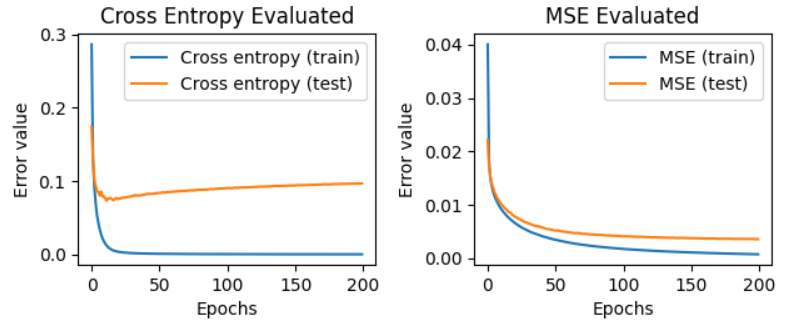 Cross Entropy Evaluated
Error value
0.3
0.2
0.1
0.0
Cross entropy (train)
Cross entropy (test)
0 50 100 150 200
Epochs
MSE Evaluated
Error value
0.04
0.03
0.02
0.01
0.00
MSE (train)
MSE (test)
0 50 100 150 200
Epochs